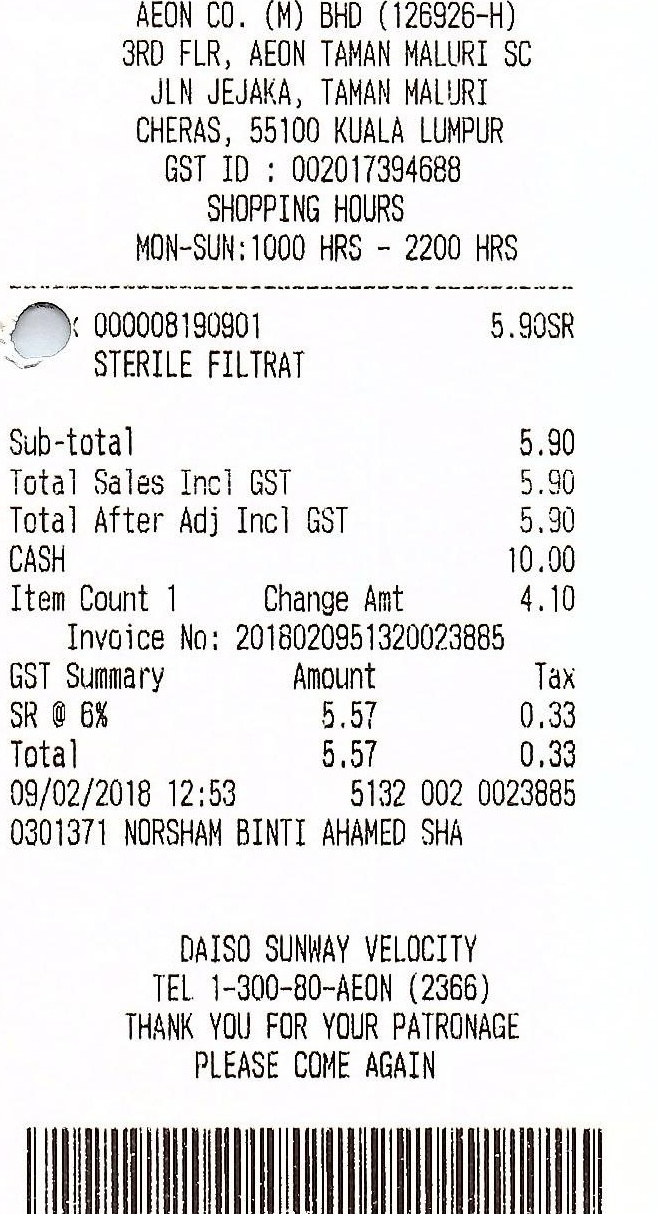 AEON CO. (M) BHD (126926-H)
3RD FLR, AEON TAMAN MALURI SC
JLN JEJAKA, TAMAN MALURI
CHERAS, 55100 KUALA LUMPUR
GST ID : 002017394688
SHOPPING HOURS
MON-SUN:1000 HRS - 2200 HRS
000008190901 5.90SR
STERILE FILTRAT
Sub-total 5.90
Total Sales Incl GST 5.90
Total After Adj Incl GST 5.90
CASH 10.00
Item Count 1 Change Amt 4.10
Invoice No: 2018020951320023885
GST Summary Amount Tax
SR @ 6% 5.57 0.33
Total 5.57 0.33
09/02/2018 12:53 5132 002 0023885
0301371 NORSHAM BINTI AHAMED SHA
DAISO SUNWAY VELOCITY
TEL 1-300-80-AEON (2366)
THANK YOU FOR YOUR PATRONAGE
PLEASE COME AGAIN